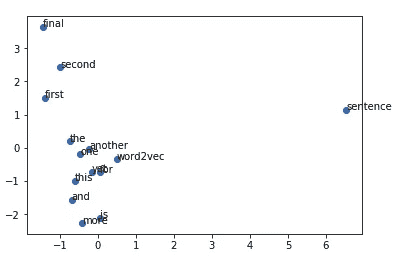 final
3
second
2
first
1
sentence
the
0
another
one
word2vec
−1
this
and
is
−2
more
−1
0
1
2
3
4
5
6